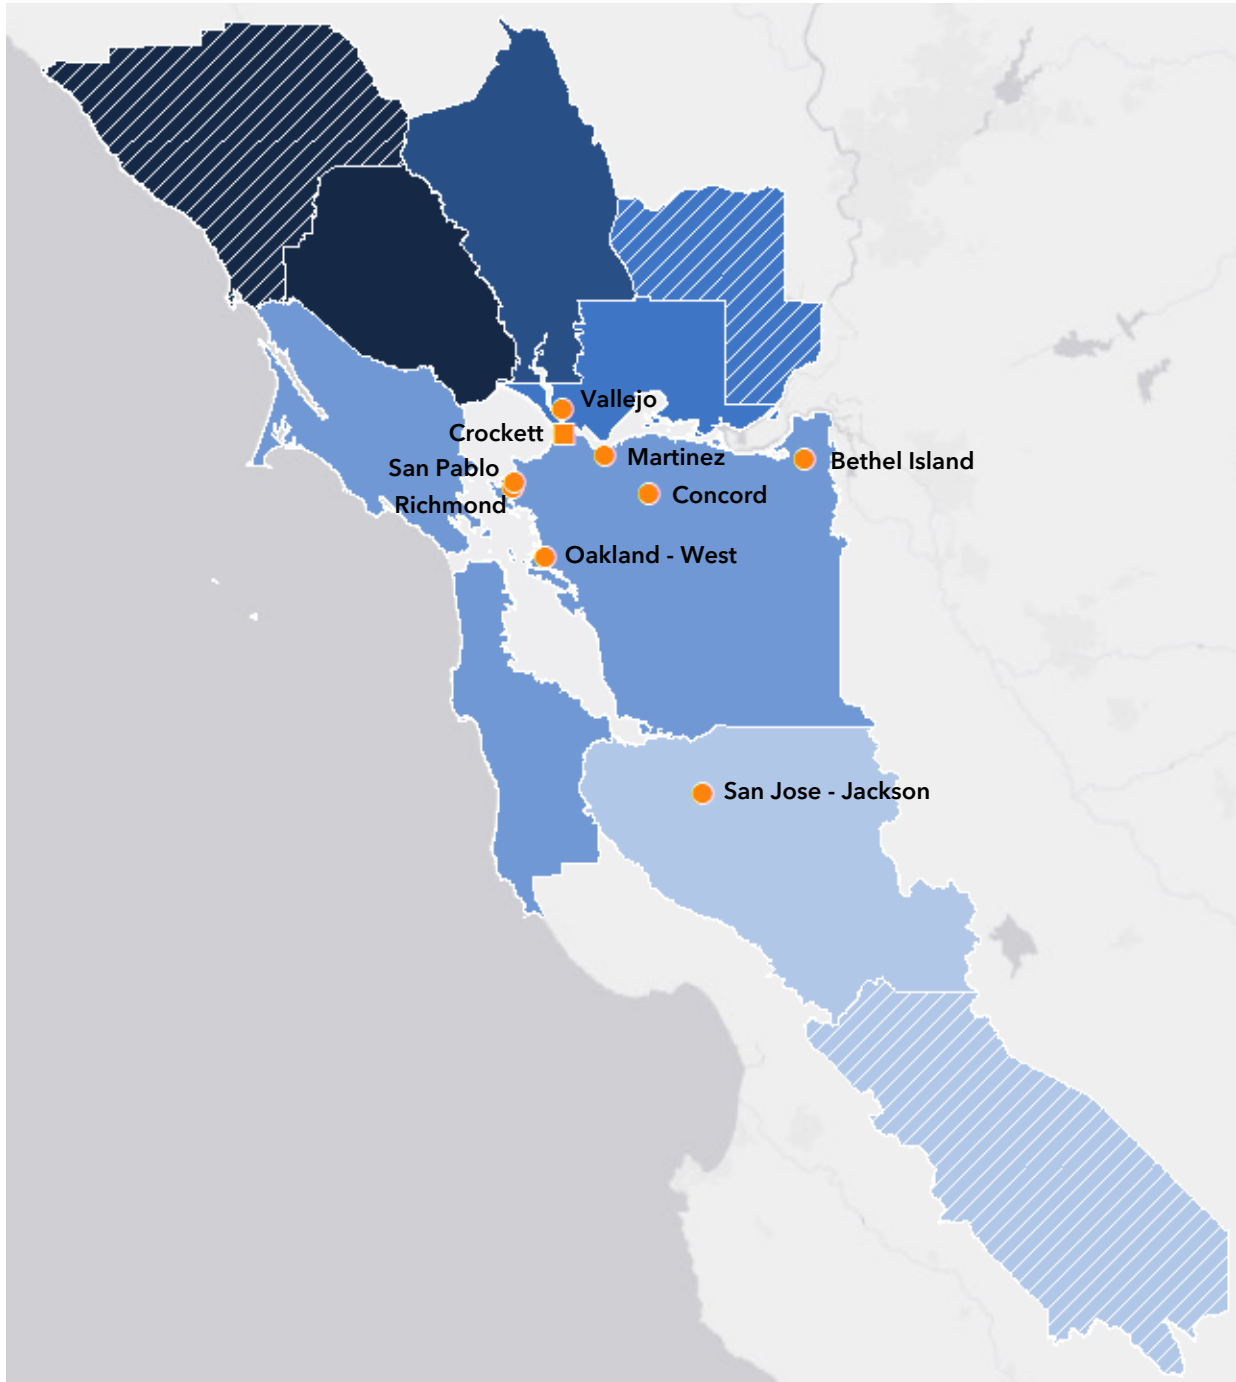 Vallejo
Crockett
Martinez
Bethel Island
San Pablo
Concord
Richmond
Oakland - West
San Jose - Jackson